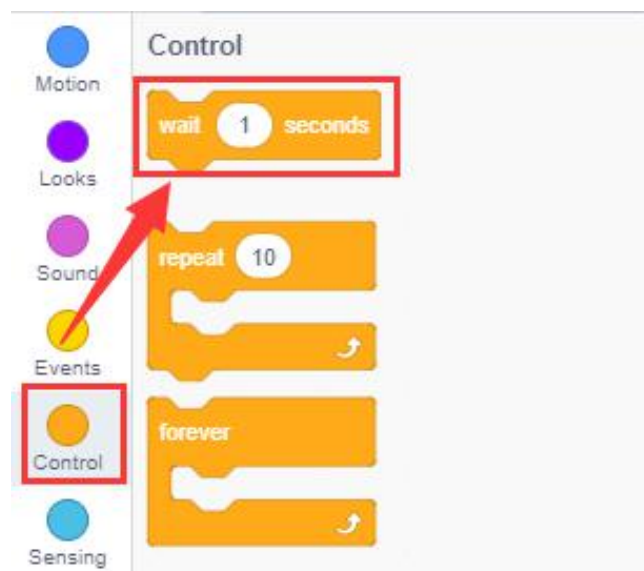 Motion
Looks
Sound
Events
Control
Sensing
Control
wait 1 seconds
repeat 10
forever